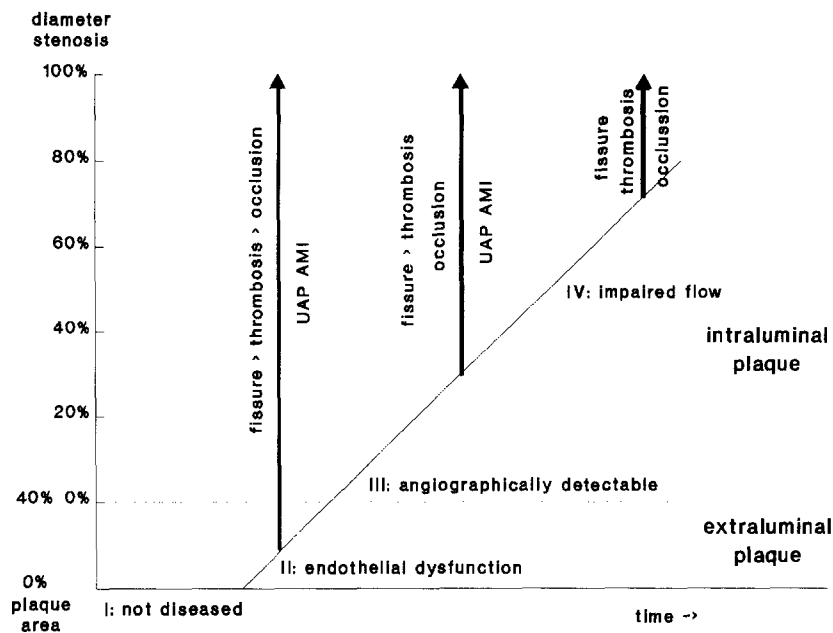 diameter
stenosis
100%
80%
60%
40%
20%
40% 0%
0%
plaque
area
fissure > thrombosis > occlusion
UAP AMI
fissure > thrombosis
occlusion
UAP AMI
fissure
thrombosis
occlussion
IV: impaired flow
intraluminal
plaque
III: angiographically detectable
extraluminal
plaque
II: endothelial dysfunction
I: not diseased
time ->